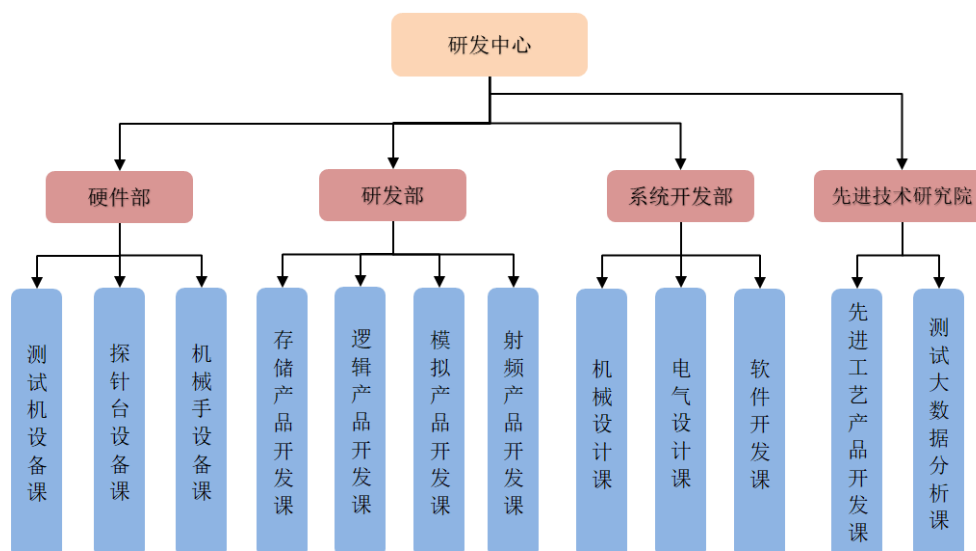 研发中心
硬件部
研发部
系统开发部
先进技术研究院
测试机设备课
探针台设备课
机械手设备课
存储产品开发课
逻辑产品开发课
模拟产品开发课
射频产品开发课
机械设计课
电气设计课
软件开发课
先进工艺产品开发课
测试大数据分析课